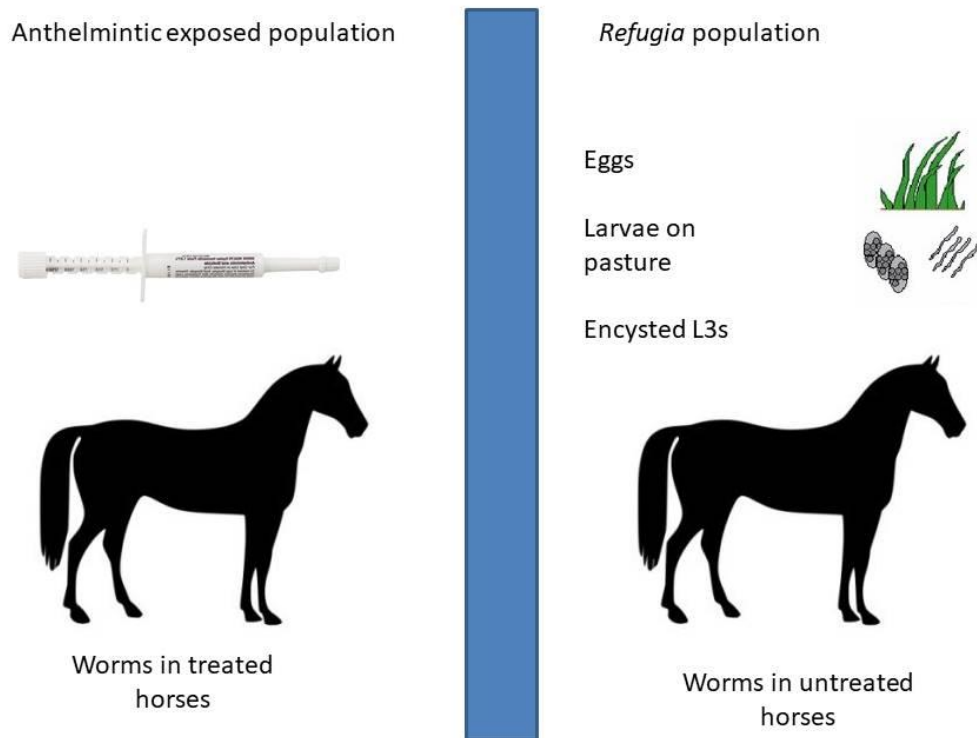 Anthelmintic exposed population
Refugia population
Eggs
Larvae on
pasture
Encysted L3s
Worms in treated
horses
Worms in untreated
horses